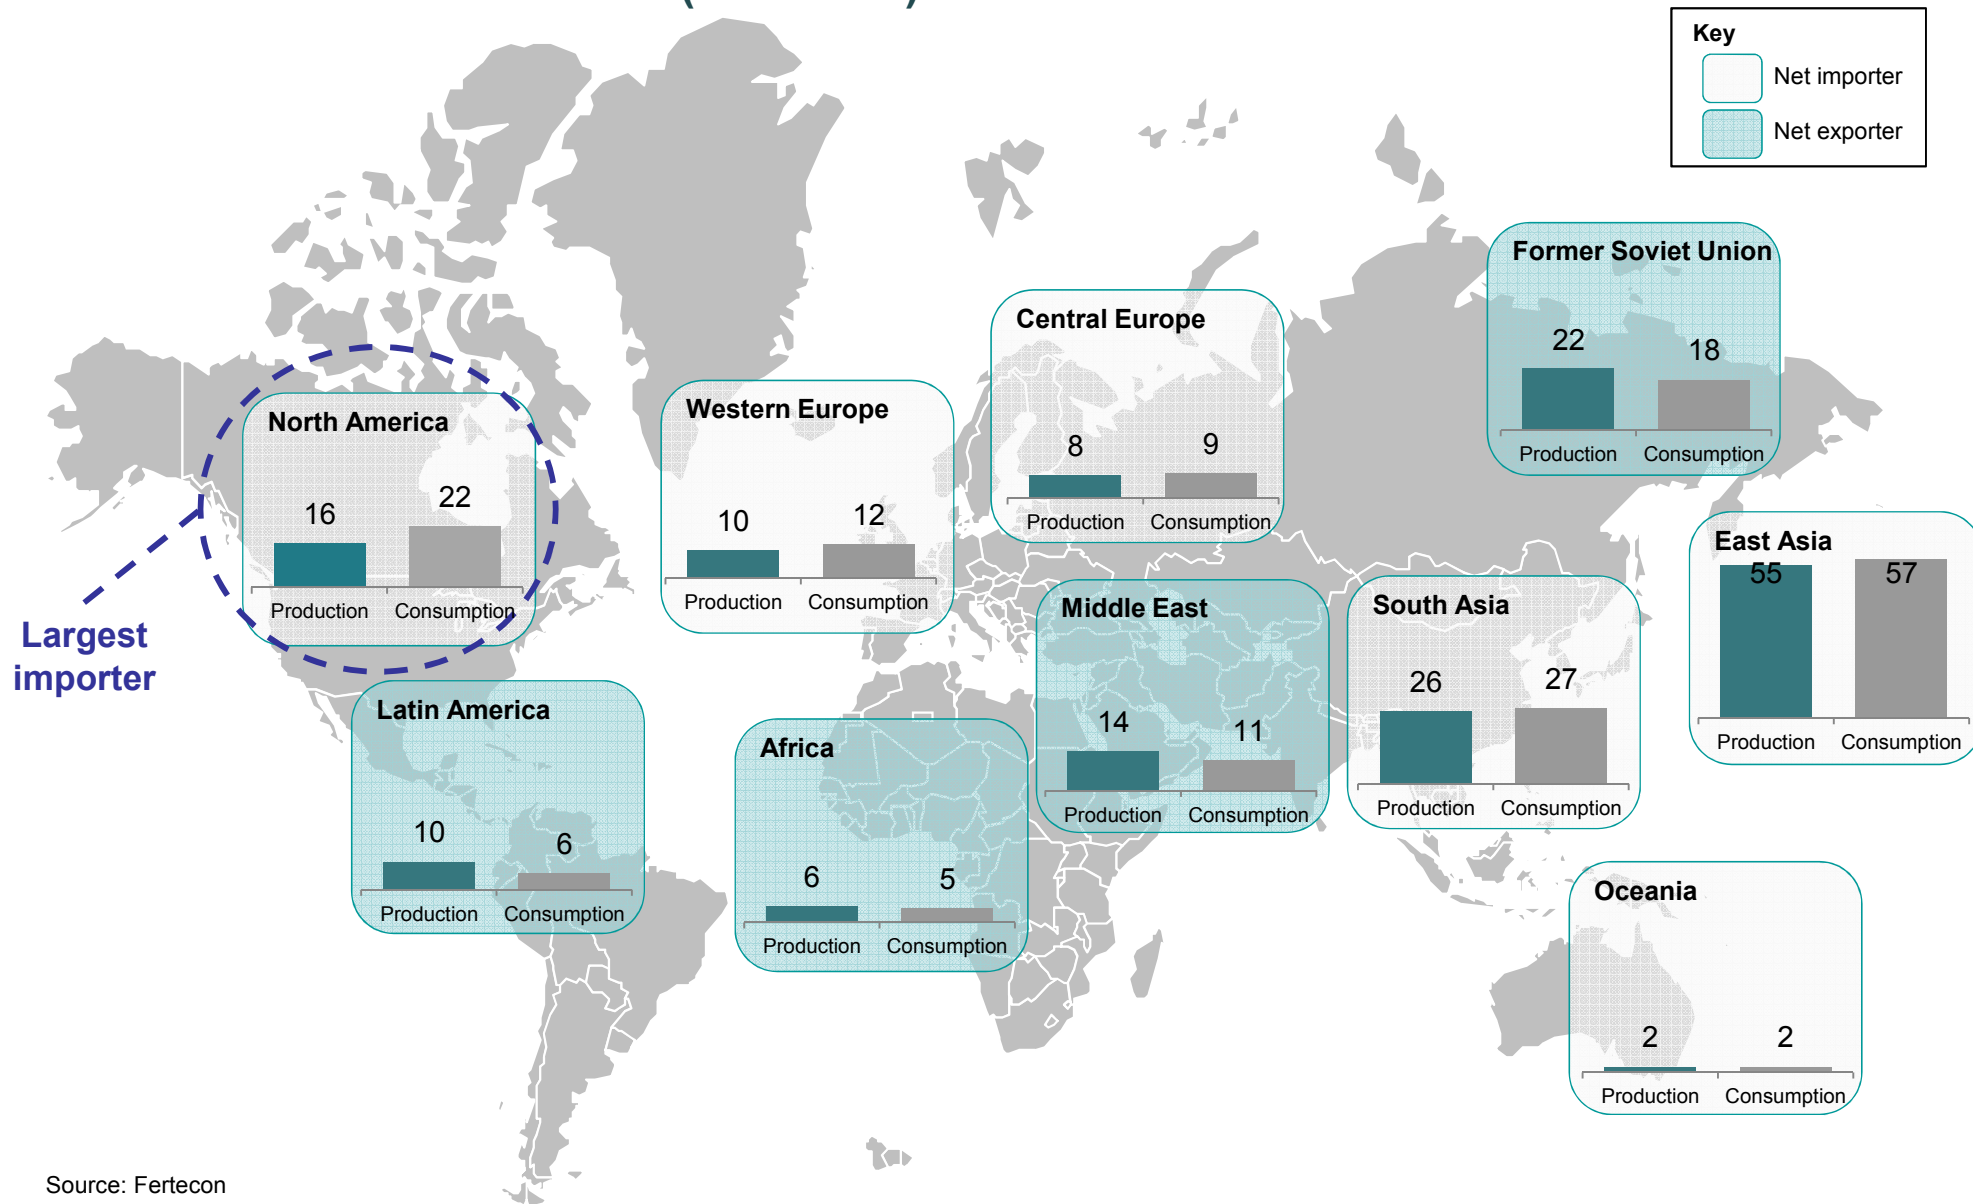 Key
Net importer
Net exporter
Former Soviet Union
22
18
Production
Consumption
Central Europe
8
9
Production
Consumption
North America
16
22
Production
Consumption
Largest
importer
Western Europe
10
12
Production
Consumption
East Asia
55
57
Production
Consumption
Middle East
14
11
Production
Consumption
South Asia
26
27
Production
Consumption
Latin America
10
6
Production
Consumption
Africa
6
5
Production
Consumption
Oceania
2
2
Production
Consumption
Source: Fertecon